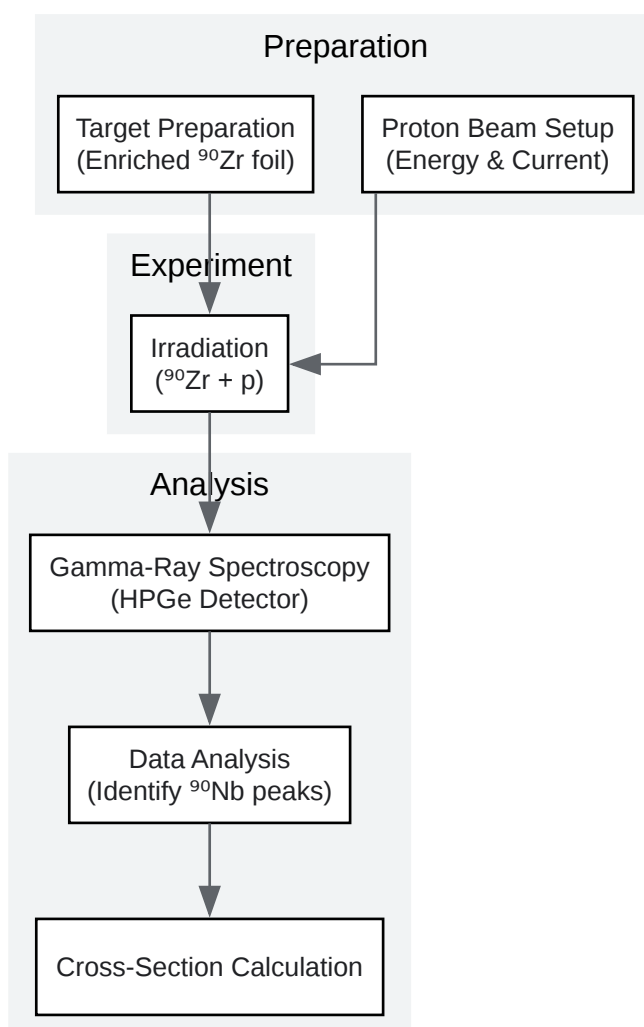 Preparation
Target Preparation
(Enriched ⁹⁰Zr foil)
Proton Beam Setup
(Energy & Current)
Experiment
Irradiation
(⁹⁰Zr + p)
Analysis
Gamma-Ray Spectroscopy
(HPGe Detector)
Data Analysis
(Identify ⁹⁰Nb peaks)
Cross-Section Calculation